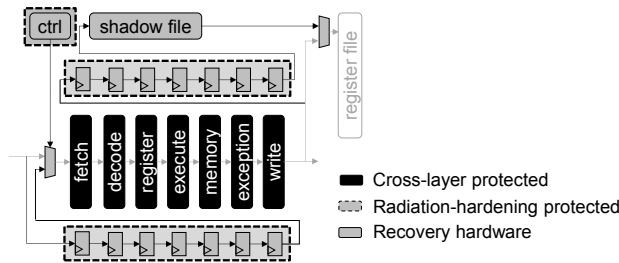 ctrl
shadow file
register file
fetch
decode
register
execute
memory
exception
write
Cross-layer protected
Radiation-hardening protected
Recovery hardware